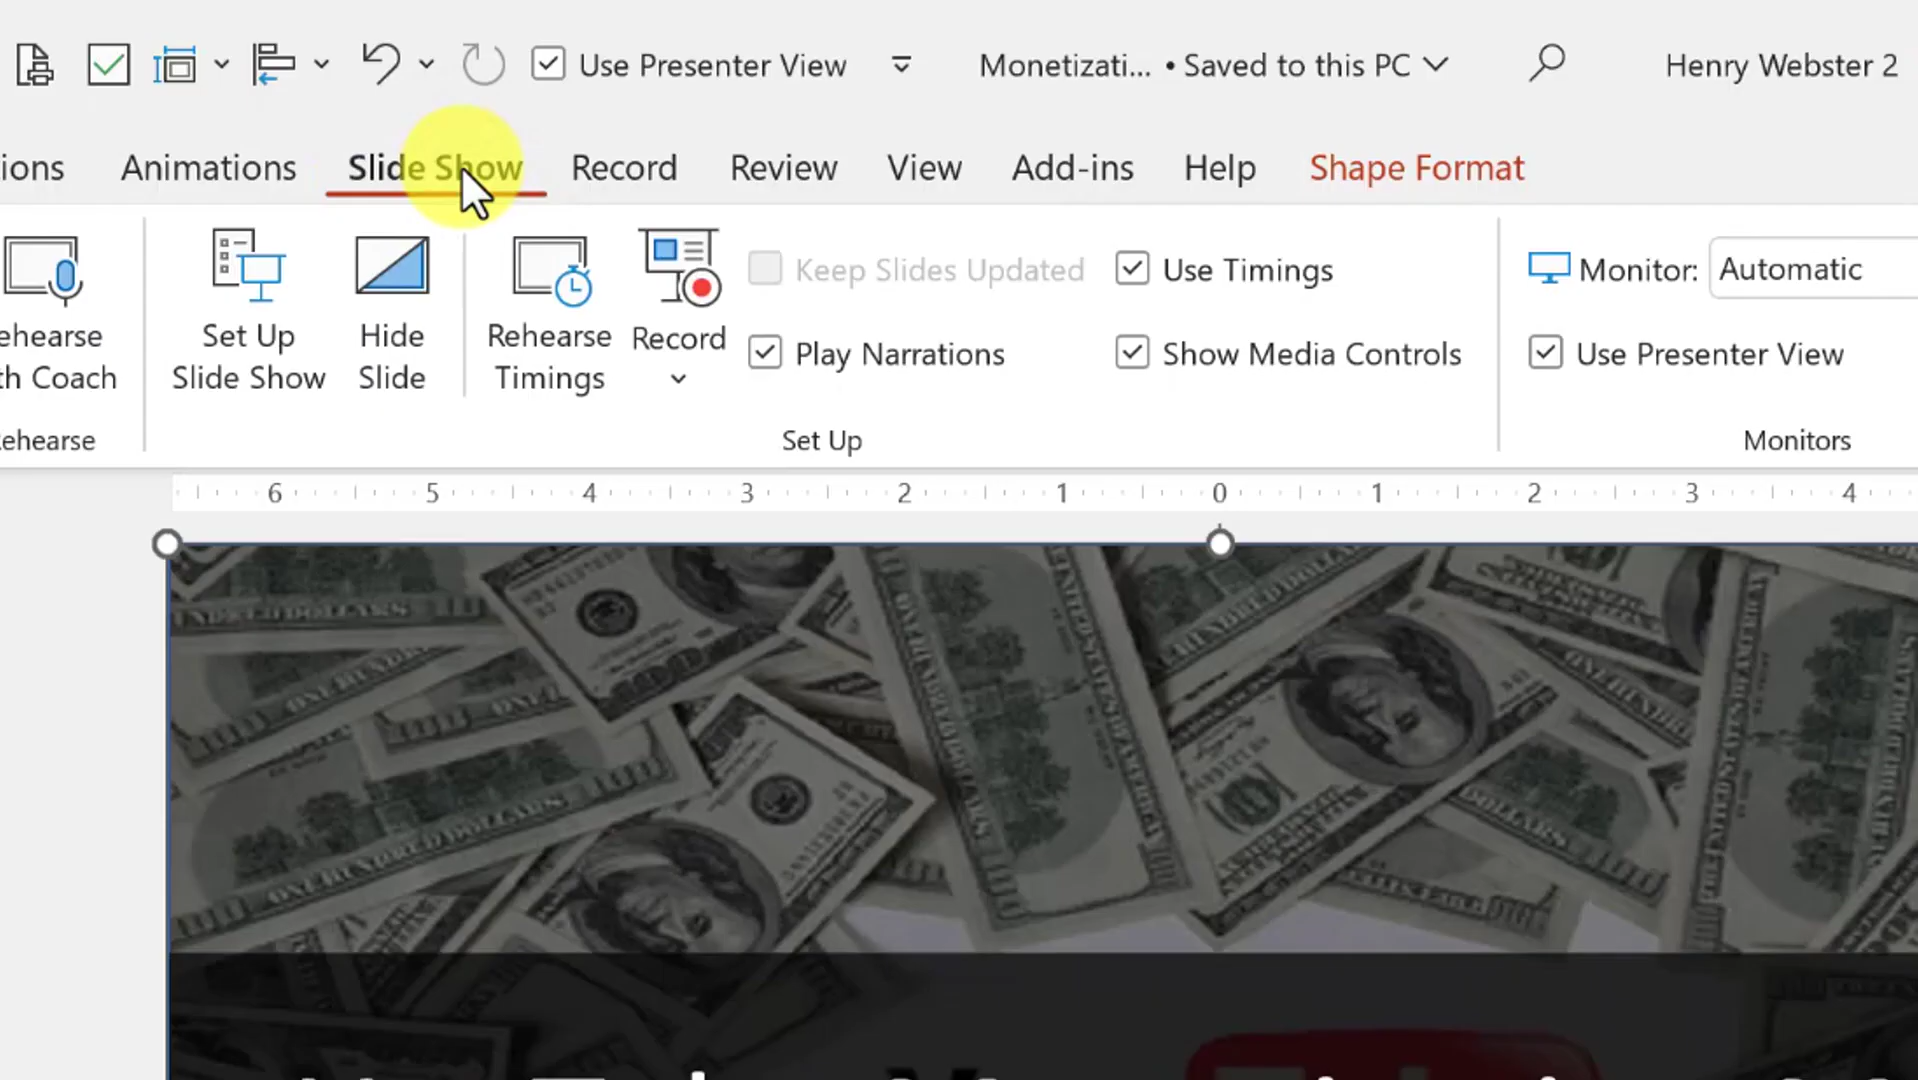 Use Presenter View
Monetizati... • Saved to this PC
Henry Webster 2
ions Animations Slide Show Record Review View Add-ins Help Shape Format
ehearse
th Coach
Set Up
Slide Show
Hide
Slide
Rehearse
Timings
Record
Keep Slides Updated
Play Narrations
Use Timings
Show Media Controls
Monitor: Automatic
Use Presenter View
ehearse
Set Up
Monitors
6 5 4 3 2 1 0 1 2 3 4